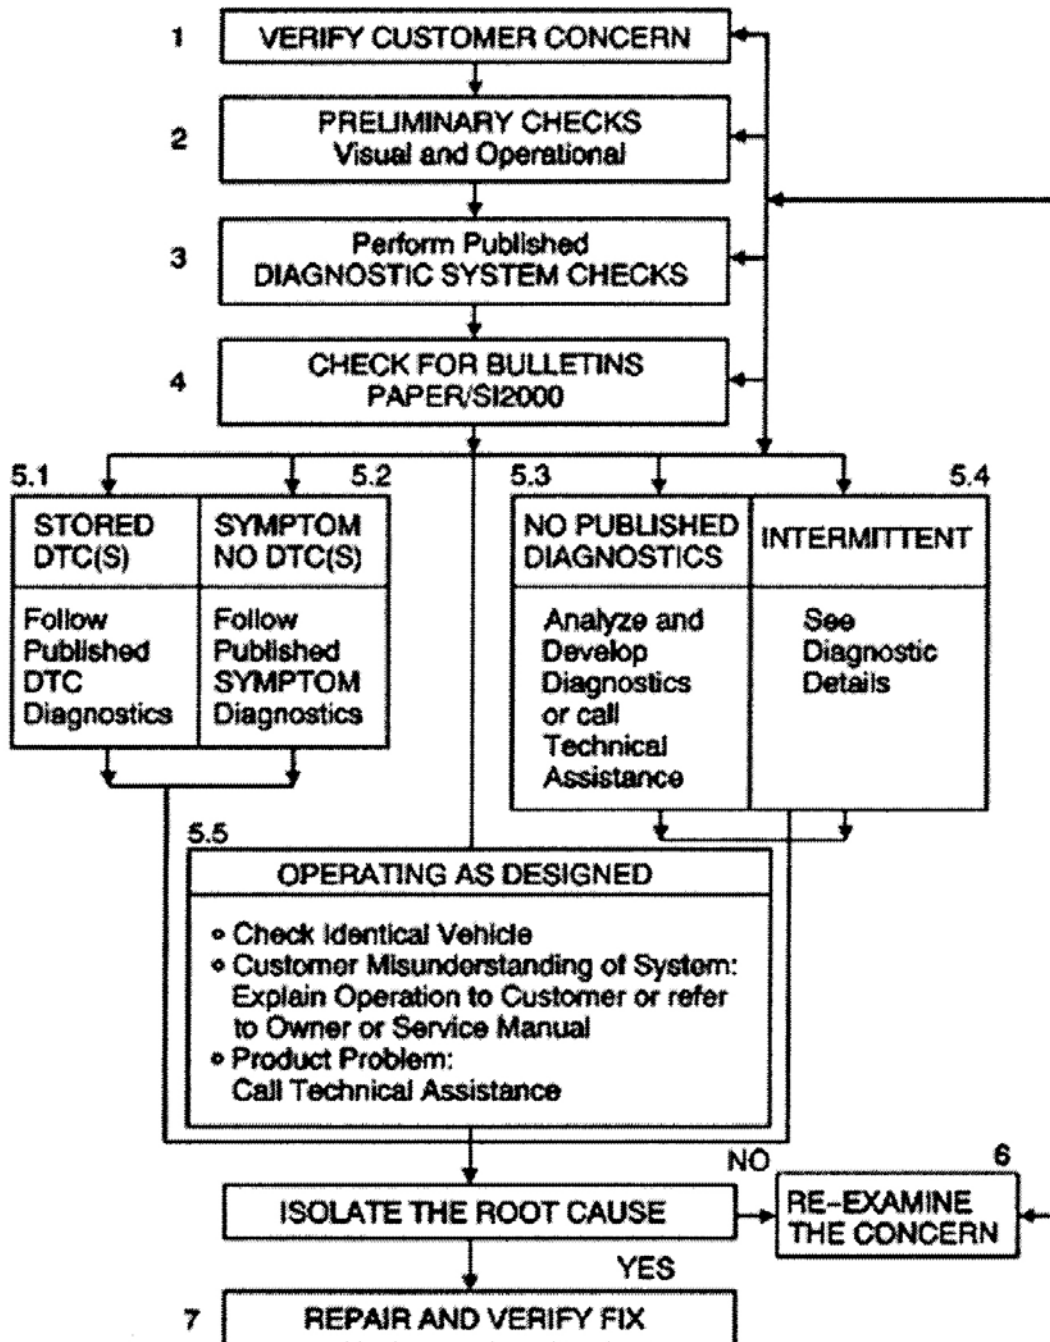 1
VERIFY CUSTOMER CONCERN
2
PRELIMINARY CHECKS
Visual and Operational
3
Perform Published
DIAGNOSTIC SYSTEM CHECKS
4
CHECK FOR BULLETINS
PAPER/SI2000
5.1
STORED
DTC(S)
Follow
Published
DTC
Diagnostics
5.2
SYMPTOM
NO DTC(S)
Follow
Published
SYMPTOM
Diagnostics
5.3
NO PUBLISHED
DIAGNOSTICS
Analyze and
Develop
Diagnostics
or call
Technical
Assistance
5.4
INTERMITTENT
See
Diagnostic
Details
5.5
OPERATING AS DESIGNED
• Check Identical Vehicle
• Customer Misunderstanding of System:
Explain Operation to Customer or refer
to Owner or Service Manual
• Product Problem:
Call Technical Assistance
ISOLATE THE ROOT CAUSE
NO
6
RE-EXAMINE
THE CONCERN
YES
7
REPAIR AND VERIFY FIX